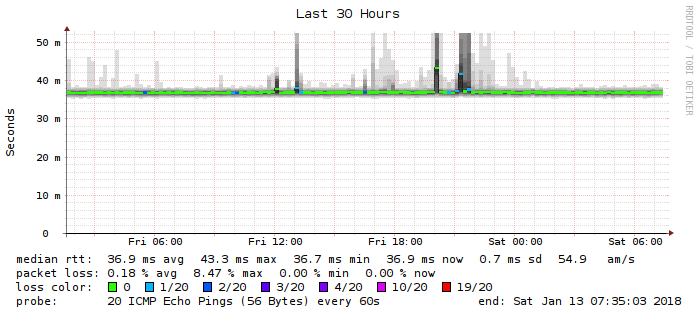 Last 30 Hours
RRDTOOL / TOBI OETIKER
Seconds
50 m
40 m
30 m
20 m
10 m
0
Fri 06:00 Fri 12:00 Fri 18:00 Sat 00:00 Sat 06:00
median rtt: 36.9 ms avg 43.3 ms max 36.7 ms min 36.9 ms now 0.7 ms sd 54.9 am/s
packet loss: 0.18 % avg 8.47 % max 0.00 % min 0.00 % now
loss color: 0 1/20 2/20 3/20 4/20 10/20 19/20
probe: 20 ICMP Echo Pings (56 Bytes) every 60s end: Sat Jan 13 07:35:03 2018